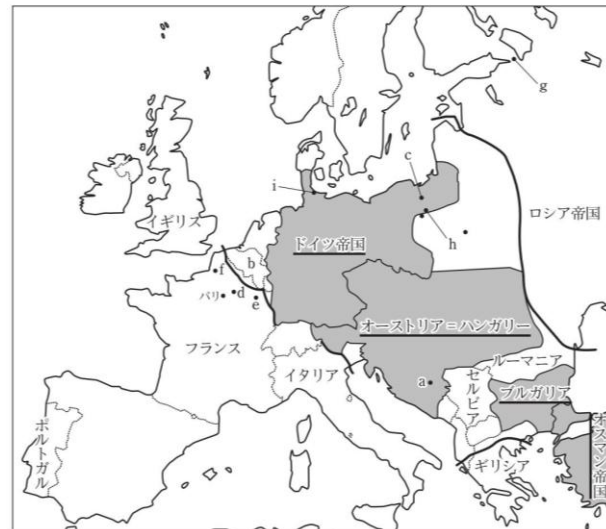 g
c
i
ロシア帝国
イギリス
ドイツ帝国
h
b
f
パリ
d
e
オーストリア=ハンガリー
フランス
ルーマニア
イタリア
a
セルビア
ブルガリア
ポルトガル
オスマン帝国
ギリシア